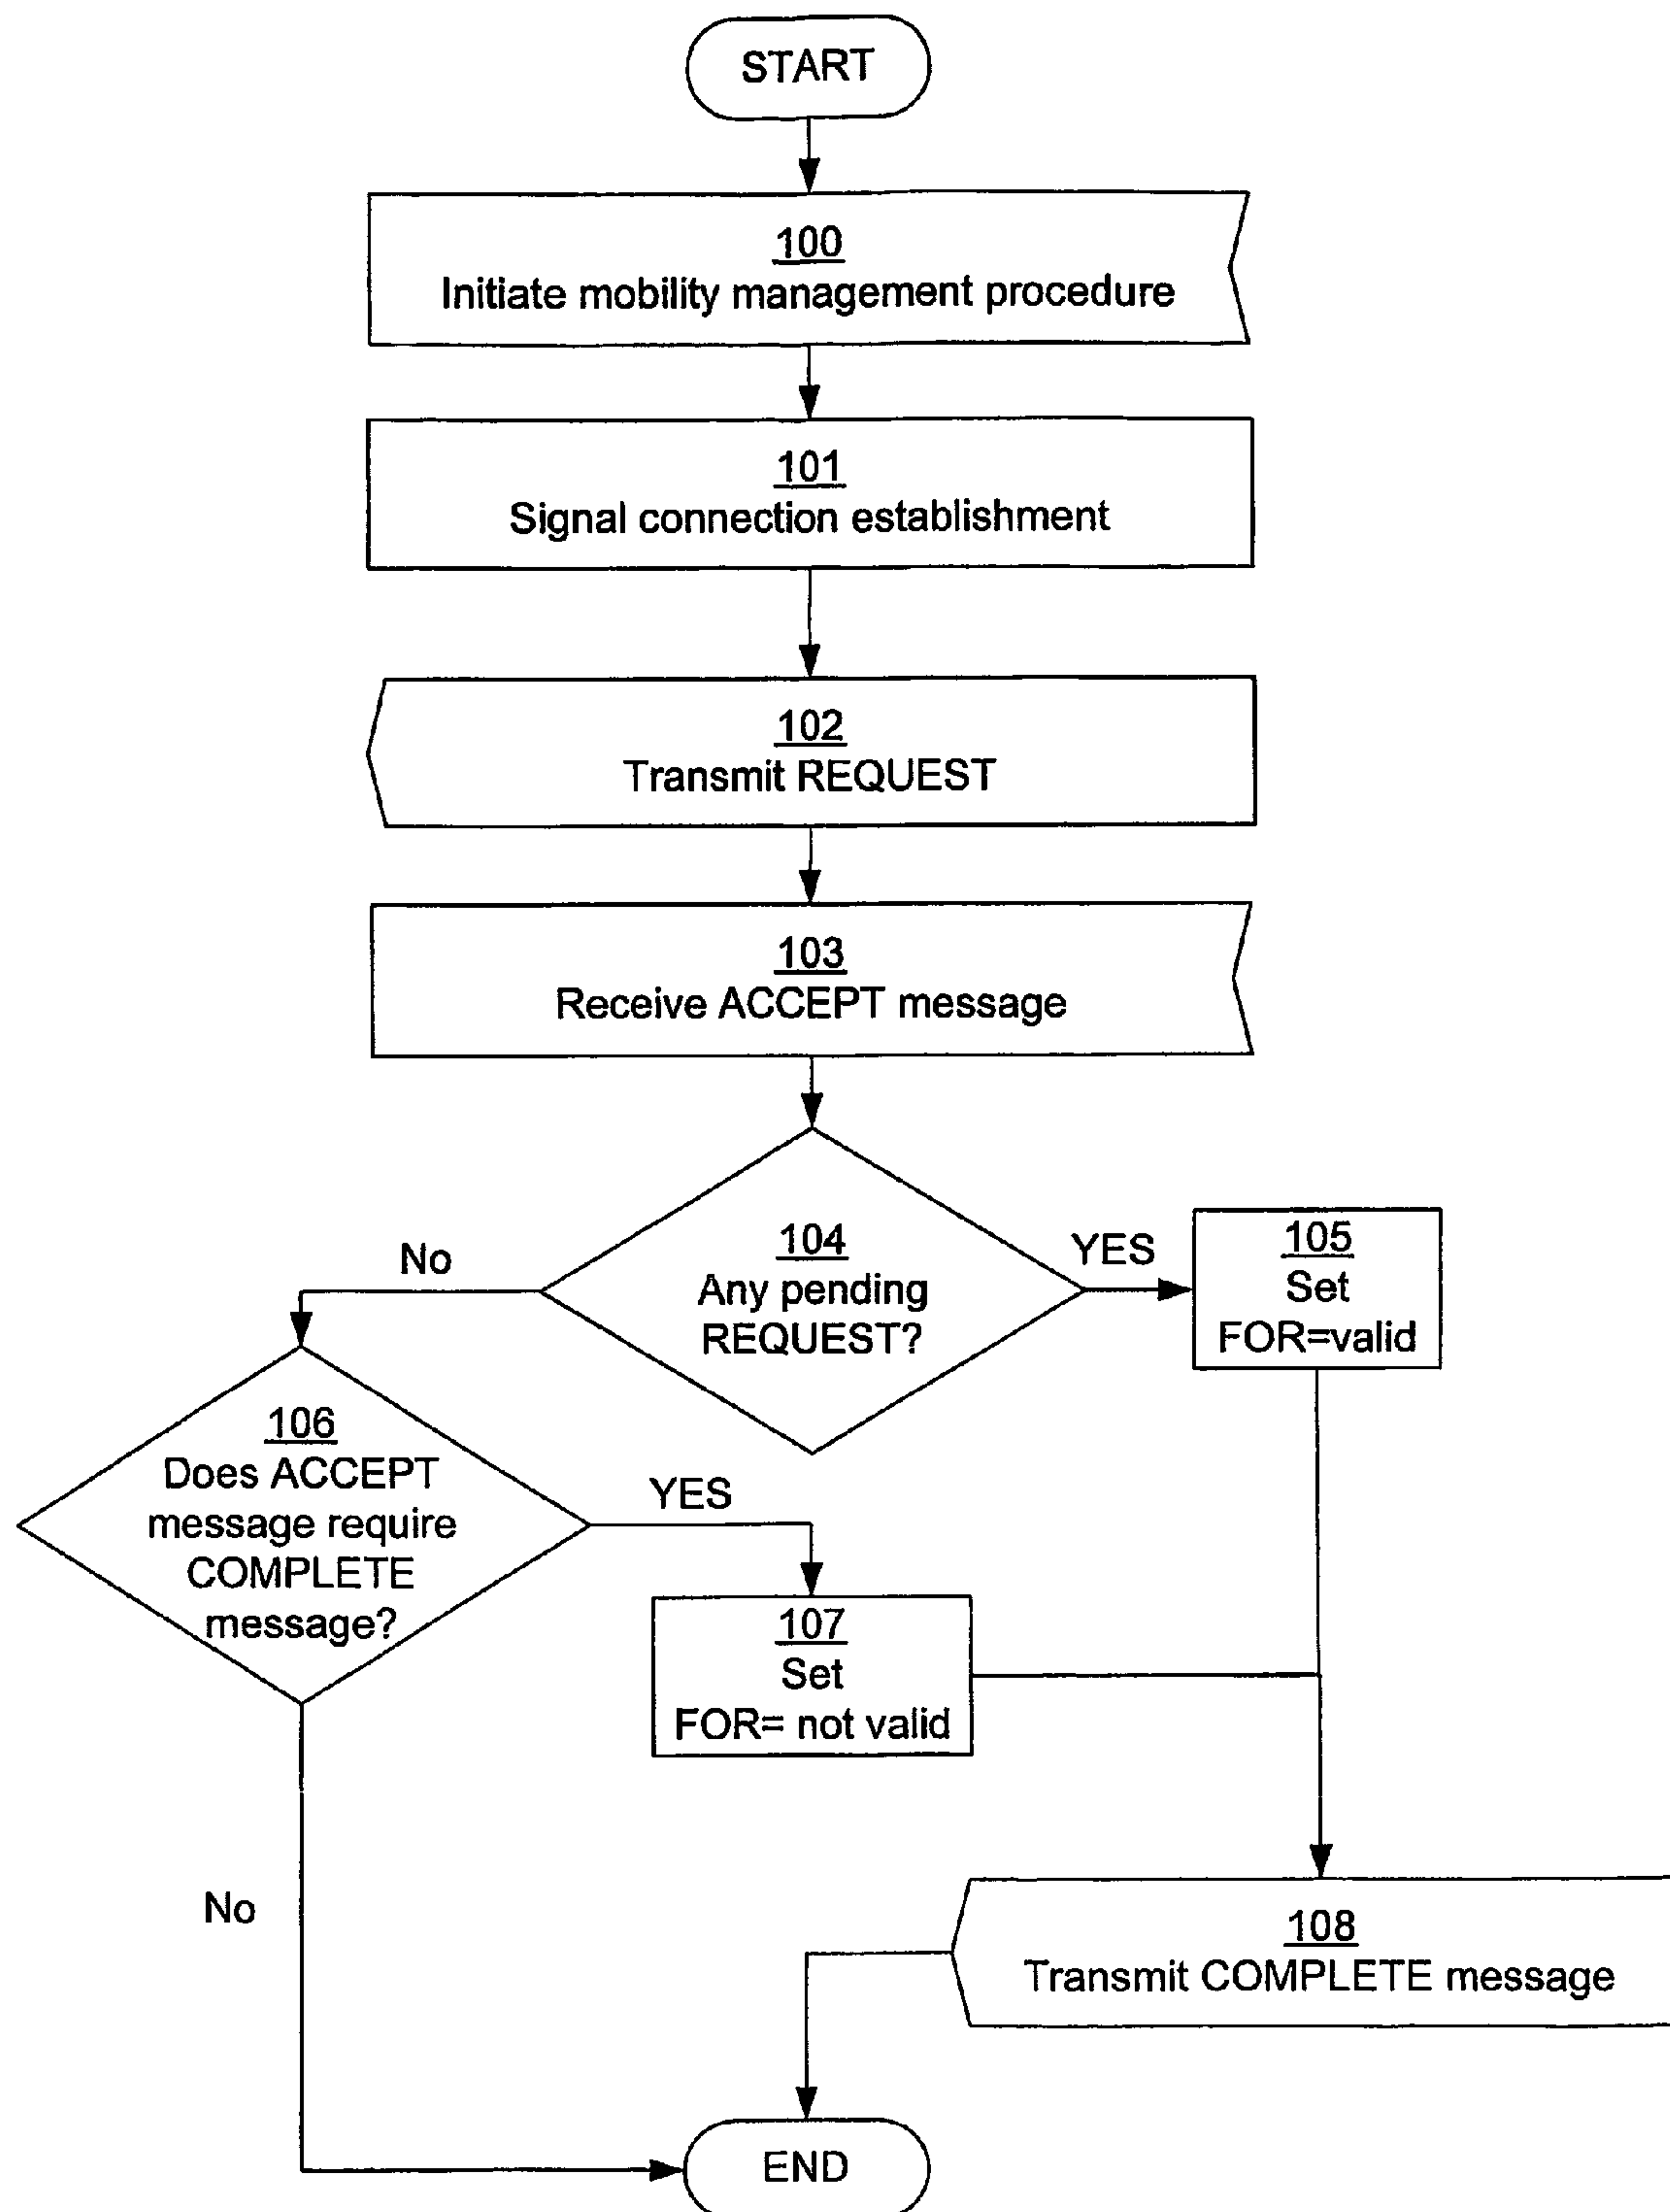 START
100
Initiate mobility management procedure
101
Signal connection establishment
102
Transmit REQUEST
103
Receive ACCEPT message
104
Any pending
REQUEST?
No
YES
105
Set
FOR=valid
106
Does ACCEPT
message require
COMPLETE
message?
YES
107
Set
FOR= not valid
No
108
Transmit COMPLETE message
END